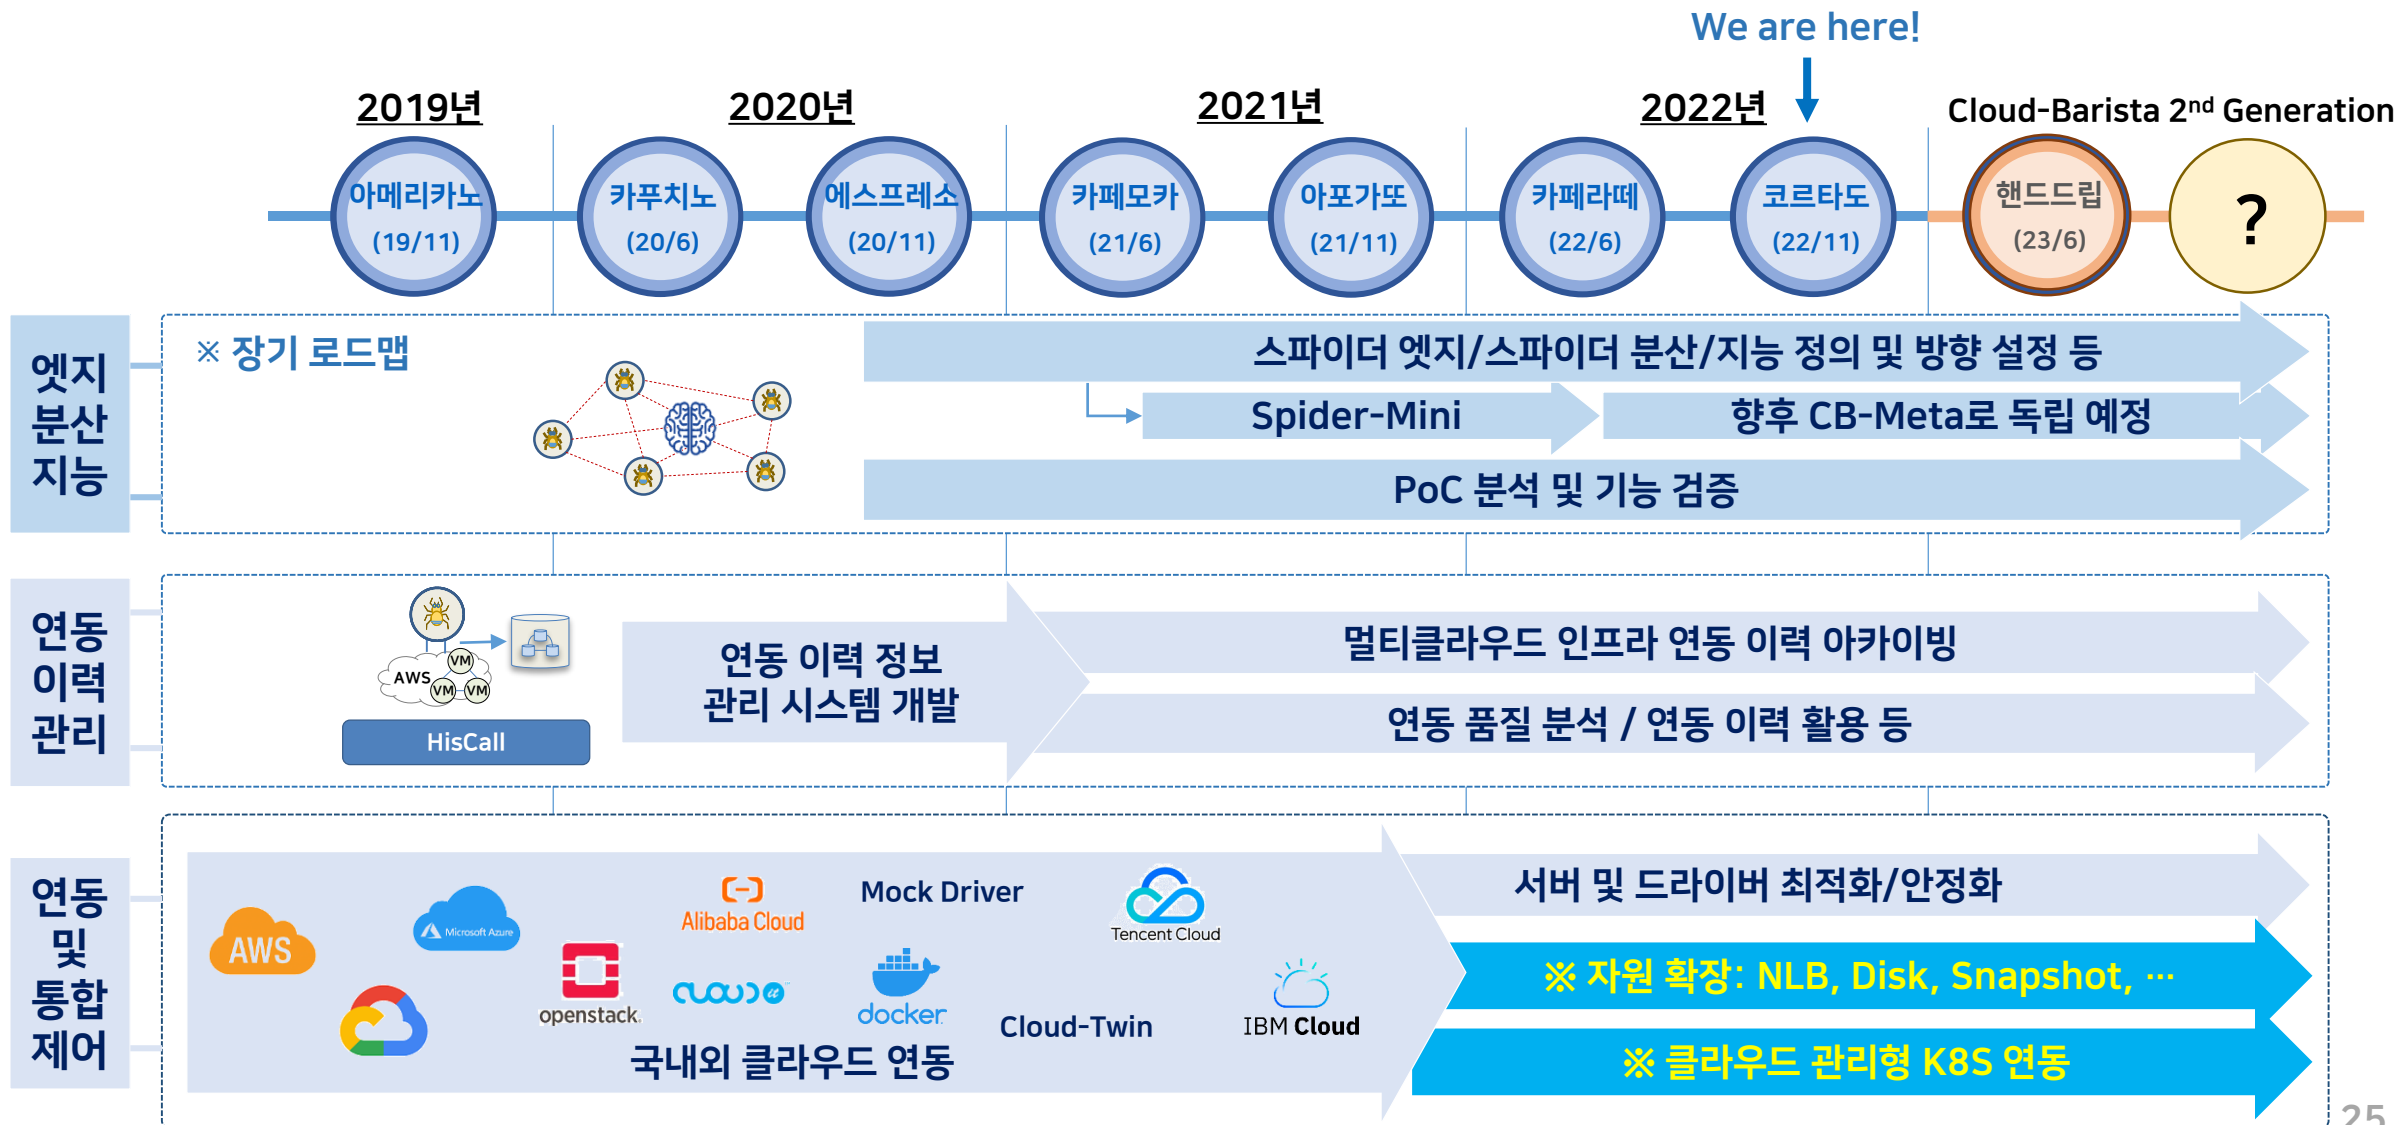 We are here!
2019년
2020년
2021년
2022년
Cloud-Barista 2nd Generation
아메리카노
(19/11)
카푸치노
(20/6)
에스프레소
(20/11)
카페모카
(21/6)
아포가또
(21/11)
카페라떼
(22/6)
코르타도
(22/11)
핸드드립
(23/6)
?
엣지
분산
지능
※ 장기 로드맵
스파이더 엣지/스파이더 분산/지능 정의 및 방향 설정 등
Spider-Mini
향후 CB-Meta로 독립 예정
PoC 분석 및 기능 검증
연동
이력
관리
AWS
VM
VM
VM
HisCall
연동 이력 정보
관리 시스템 개발
멀티클라우드 인프라 연동 이력 아카이빙
연동 품질 분석 / 연동 이력 활용 등
연동
및
통합
제어
AWS
Microsoft Azure
openstack.
Alibaba Cloud
cloudit
Mock Driver
docker
Cloud-Twin
Tencent Cloud
IBM Cloud
국내외 클라우드 연동
서버 및 드라이버 최적화/안정화
※ 자원 확장: NLB, Disk, Snapshot, ···
※ 클라우드 관리형 K8S 연동
25